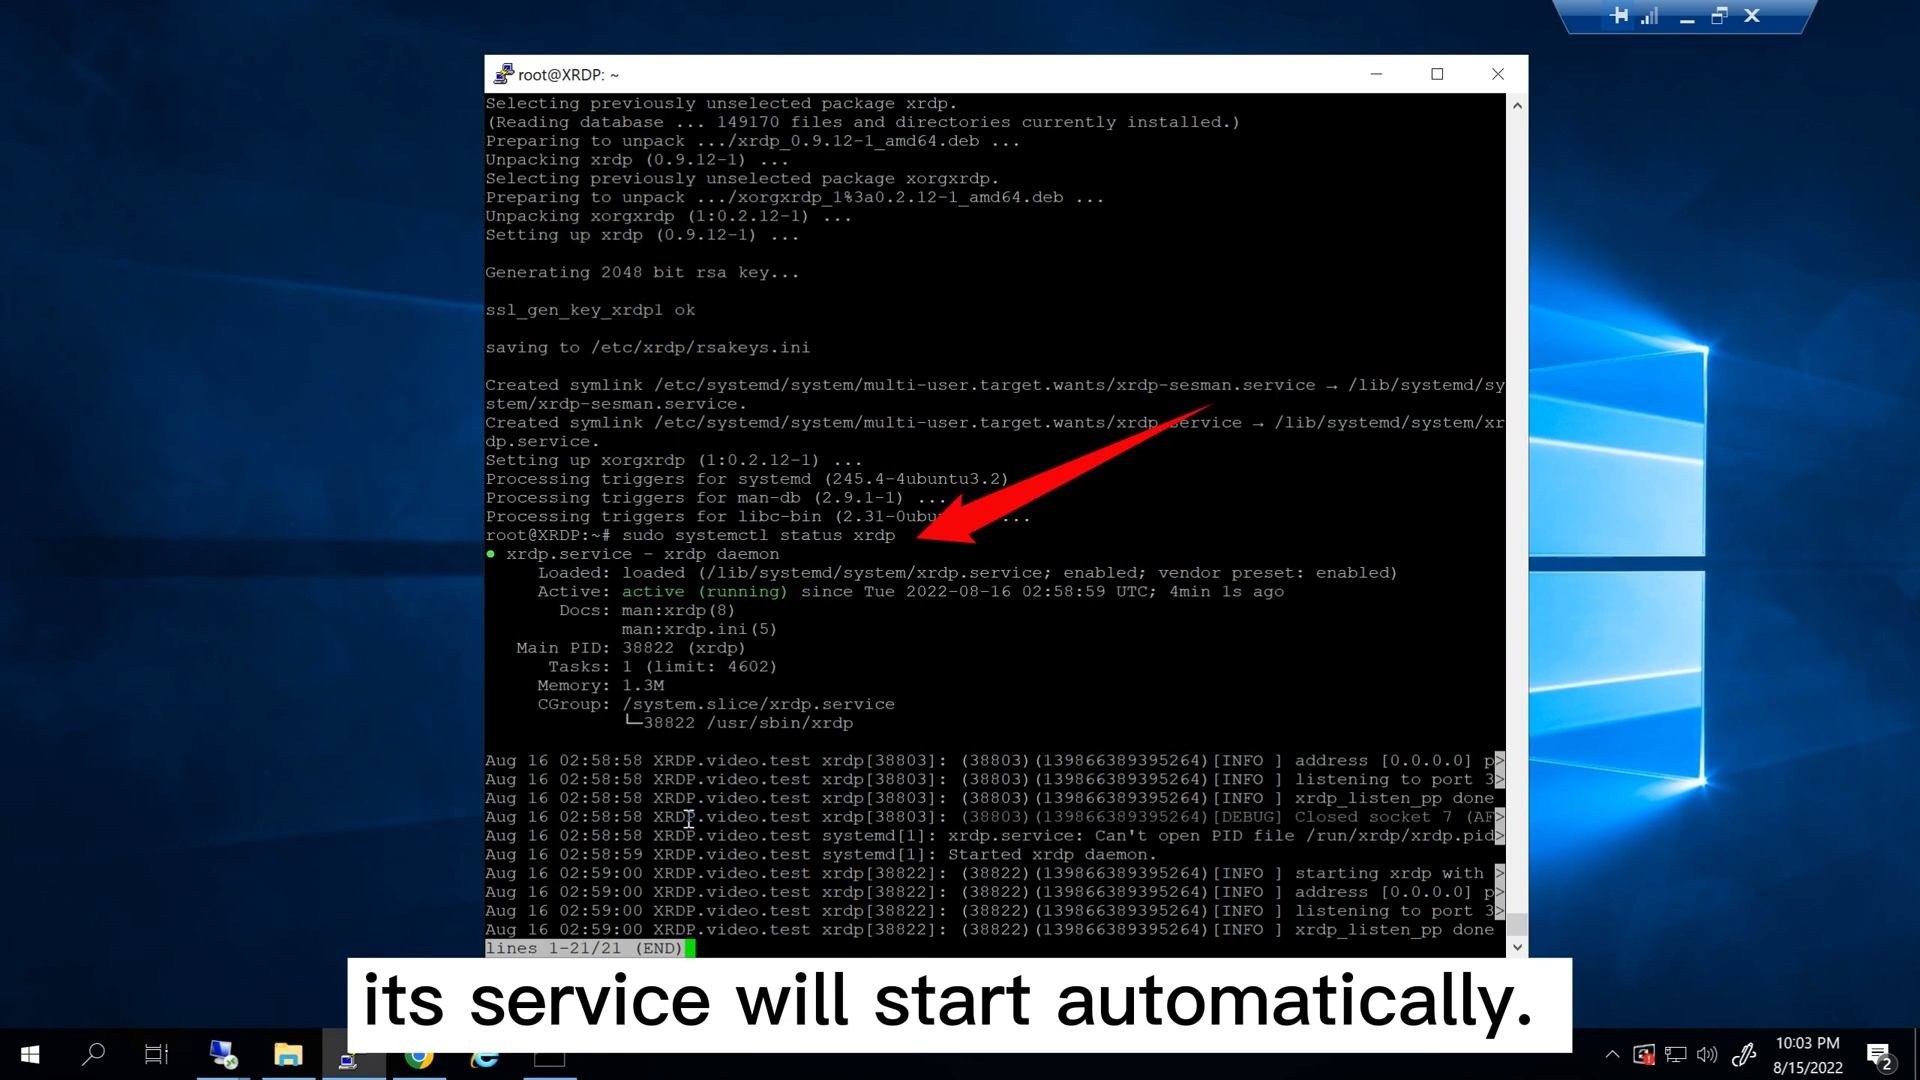 root@XRDP: ~
Selecting previously unselected package xrdp.
(Reading database ... 149170 files and directories currently installed.)
Preparing to unpack .../xrdp_0.9.12-1_amd64.deb ...
Unpacking xrdp (0.9.12-1) ...
Selecting previously unselected package xorgxrdp.
Preparing to unpack .../xorgxrdp_1%3a0.2.12-1_amd64.deb ...
Unpacking xorgxrdp (1:0.2.12-1) ...
Setting up xrdp (0.9.12-1) ...
Generating 2048 bit rsa key...
ssl_gen_key_xrdp1 ok
saving to /etc/xrdp/rsakeys.ini
Created symlink /etc/systemd/system/multi-user.target.wants/xrdp-sesman.service → /lib/systemd/sy
stem/xrdp-sesman.service.
Created symlink /etc/systemd/system/multi-user.target.wants/xrdp.service → /lib/systemd/system/xr
dp.service.
Setting up xorgxrdp (1:0.2.12-1) ...
Processing triggers for systemd (245.4-4ubuntu3.2)
Processing triggers for man-db (2.9.1-1) ...
Processing triggers for libc-bin (2.31-0ubu ...
root@XRDP:~# sudo systemctl status xrdp
● xrdp.service - xrdp daemon
Loaded: loaded (/lib/systemd/system/xrdp.service; enabled; vendor preset: enabled)
Active: active (running) since Tue 2022-08-16 02:58:59 UTC; 4min 1s ago
Docs: man:xrdp(8)
man:xrdp.ini(5)
Main PID: 38822 (xrdp)
Tasks: 1 (limit: 4602)
Memory: 1.3M
CGroup: /system.slice/xrdp.service
└─38822 /usr/sbin/xrdp
Aug 16 02:58:58 XRDP.video.test xrdp[38803]: (38803)(139866389395264)[INFO ] address [0.0.0.0] p>
Aug 16 02:58:58 XRDP.video.test xrdp[38803]: (38803)(139866389395264)[INFO ] listening to port 3>
Aug 16 02:58:58 XRDP.video.test xrdp[38803]: (38803)(139866389395264)[INFO ] xrdp_listen_pp done
Aug 16 02:58:58 XRDP.video.test xrdp[38803]: (38803)(139866389395264)[DEBUG] Closed socket 7 (AF>
Aug 16 02:58:58 XRDP.video.test systemd[1]: xrdp.service: Can't open PID file /run/xrdp/xrdp.pid>
Aug 16 02:58:59 XRDP.video.test systemd[1]: Started xrdp daemon.
Aug 16 02:59:00 XRDP.video.test xrdp[38822]: (38822)(139866389395264)[INFO ] starting xrdp with >
Aug 16 02:59:00 XRDP.video.test xrdp[38822]: (38822)(139866389395264)[INFO ] address [0.0.0.0] p>
Aug 16 02:59:00 XRDP.video.test xrdp[38822]: (38822)(139866389395264)[INFO ] listening to port 3>
Aug 16 02:59:00 XRDP.video.test xrdp[38822]: (38822)(139866389395264)[INFO ] xrdp_listen_pp done
lines 1-21/21 (END)
its service will start automatically.
10:03 PM
8/15/2022
2